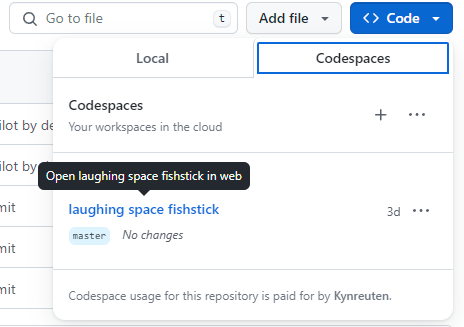 Go to file
t
Add file
<> Code
Local
Codespaces
Codespaces
Your workspaces in the cloud
+ ...
ilot by de
ilot by de
Open laughing space fishstick in web
laughing space fishstick
3d ...
mit
master
No changes
mit
mit
Codespace usage for this repository is paid for by Kynreuten.